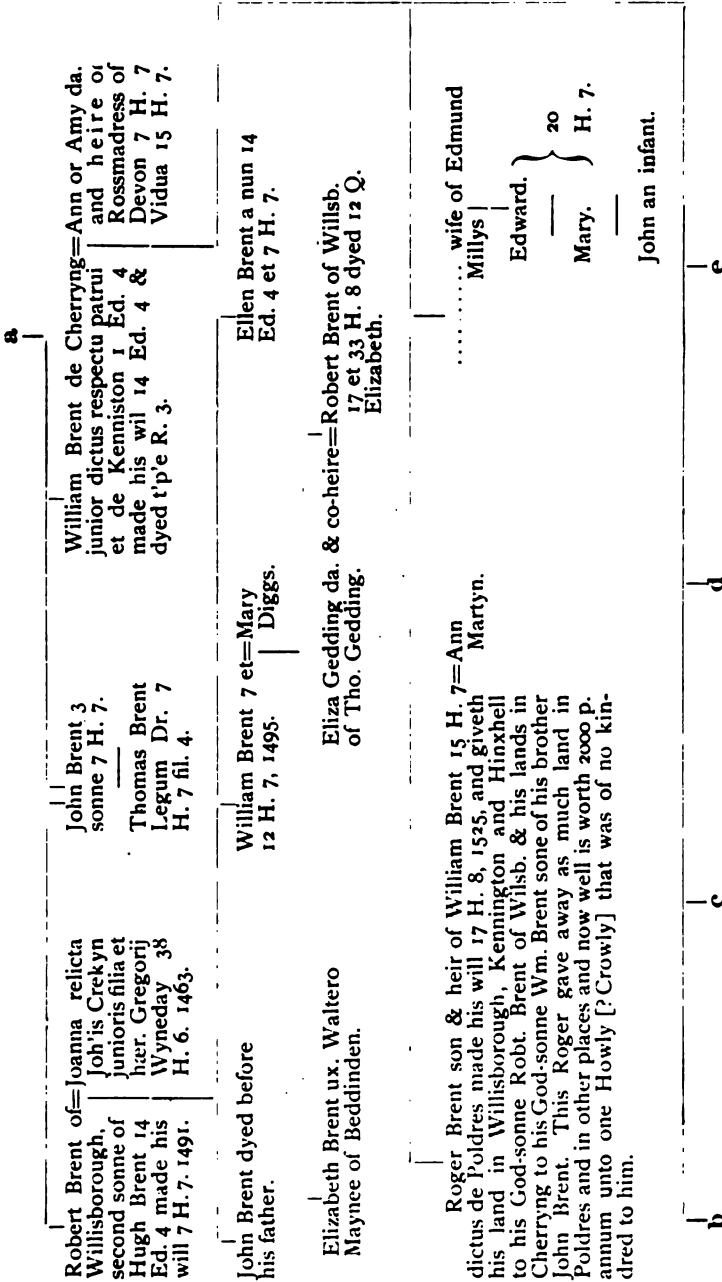 a
Robert Brent of=Joanna relicta
Willisborough, Joh'is Crekyn
second sonne of junioris filia et
Hugh Brent 14 hær. Gregorij
Ed. 4 made his Wyneday 38
will 7 H. 7. 1491. H. 6. 1463.
John Brent 3
sonne 7 H. 7.
Thomas Brent
Legum Dr. 7
H. 7 fil. 4.
William Brent de Cherryng=Ann or Amy da.
junior dictus respectu patrui and heire of
et de Kenniston 1 Ed. 4 Rossmadress of
made his wil 14 Ed. 4 & Devon 7 H. 7
dyed t'p'e R. 3. Vidua 15 H. 7.
John Brent dyed before
his father.
William Brent 7 et=Mary
12 H. 7, 1495. Diggs.
Ellen Brent a nun 14
Ed. 4 et 7 H. 7.
Elizabeth Brent ux. Waltero
Maynee of Beddinden.
Eliza Gedding da. & co-heire=Robert Brent of Willsb.
of Tho. Gedding. 17 et 33 H. 8 dyed 12 Q.
Elizabeth.
Roger Brent son & heir of William Brent 15 H. 7=Ann
dictus de Poldres made his will 17 H. 8, 1525, and giveth Martyn.
his land in Willisborough, Kennington and Hinxhell
to his God-sonne Robt. Brent of Wilsb. & his lands in
Cherryng to his God-sonne Wm. Brent sone of his brother
John Brent. This Roger gave away as much land in
Poldres and in other places and now well is worth 2000 p.
annum unto one Howly [? Crowly] that was of no kin-
dred to him.
........ wife of Edmund
Millys
Edward. } 20
Mary. } H. 7.
John an infant.
b c d e